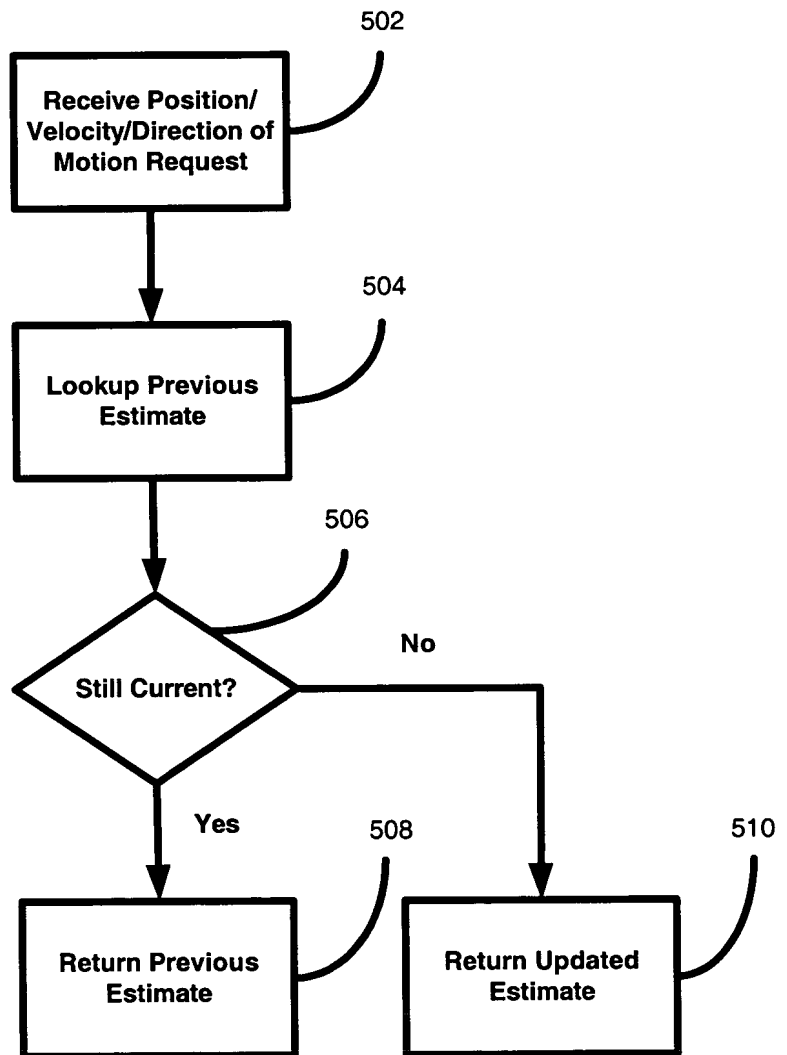 502
Receive Position/
Velocity/Direction of
Motion Request
504
Lookup Previous
Estimate
506
Still Current?
No
Yes
508
510
Return Previous
Estimate
Return Updated
Estimate